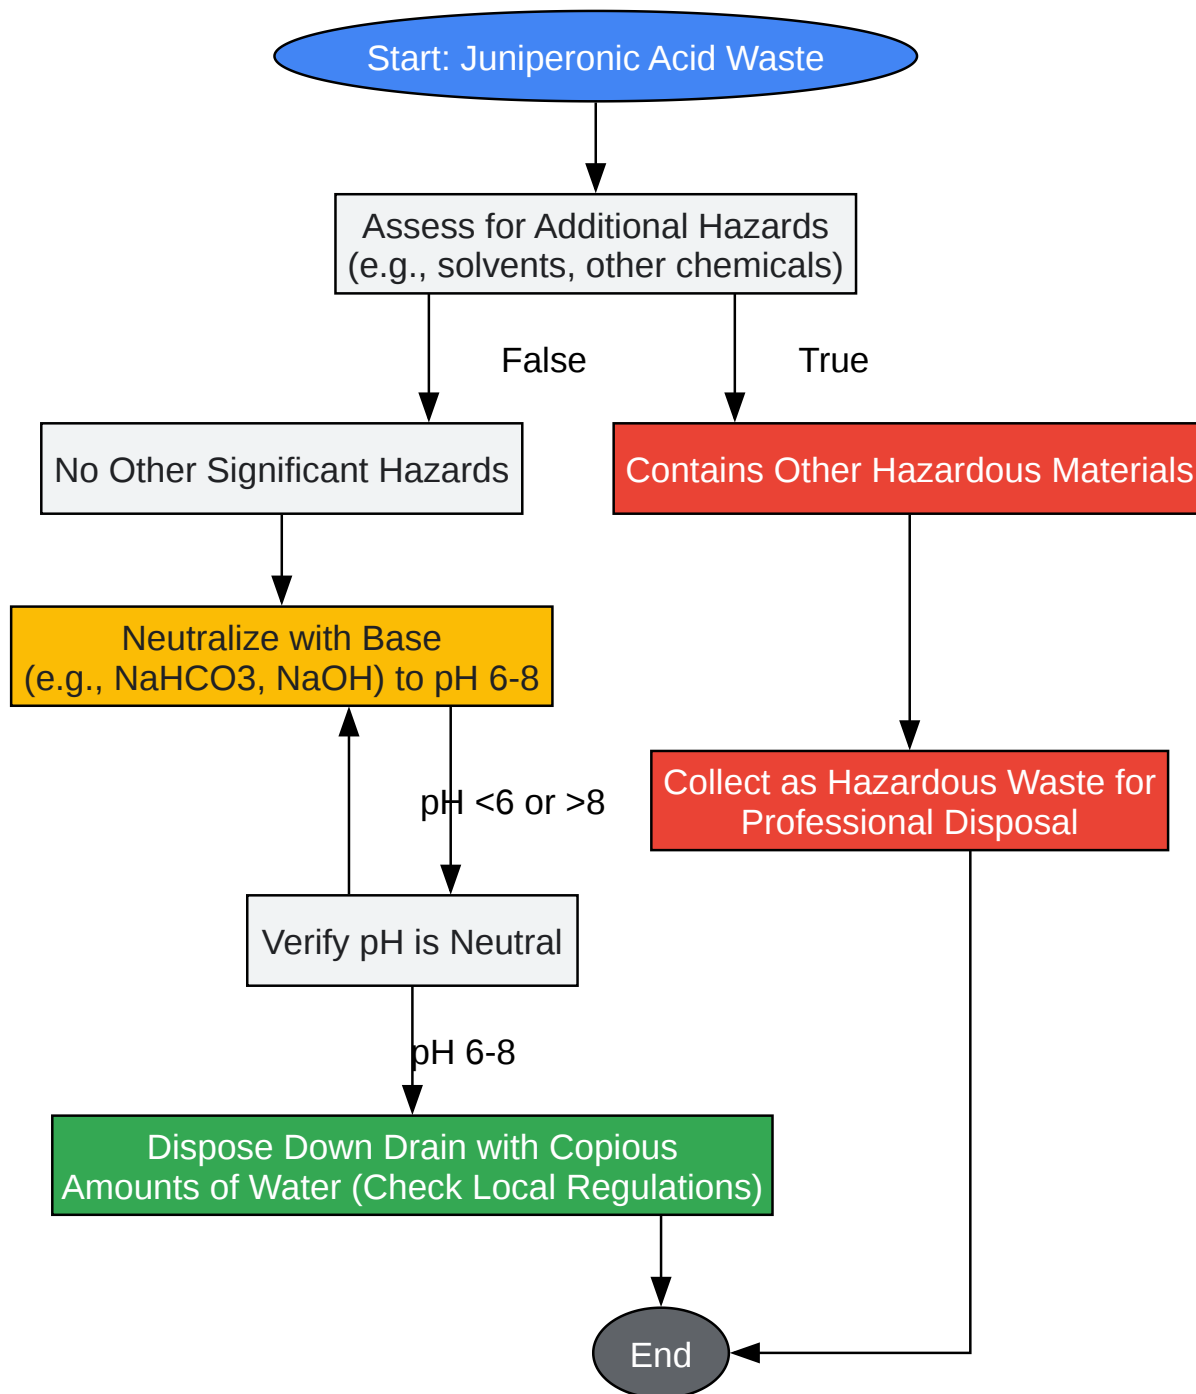 Start: Juniperonic Acid Waste
Assess for Additional Hazards
(e.g., solvents, other chemicals)
False
True
No Other Significant Hazards
Contains Other Hazardous Materials
Neutralize with Base
(e.g., NaHCO3, NaOH) to pH 6-8
pH <6 or >8
Collect as Hazardous Waste for
Professional Disposal
Verify pH is Neutral
pH 6-8
Dispose Down Drain with Copious
Amounts of Water (Check Local Regulations)
End